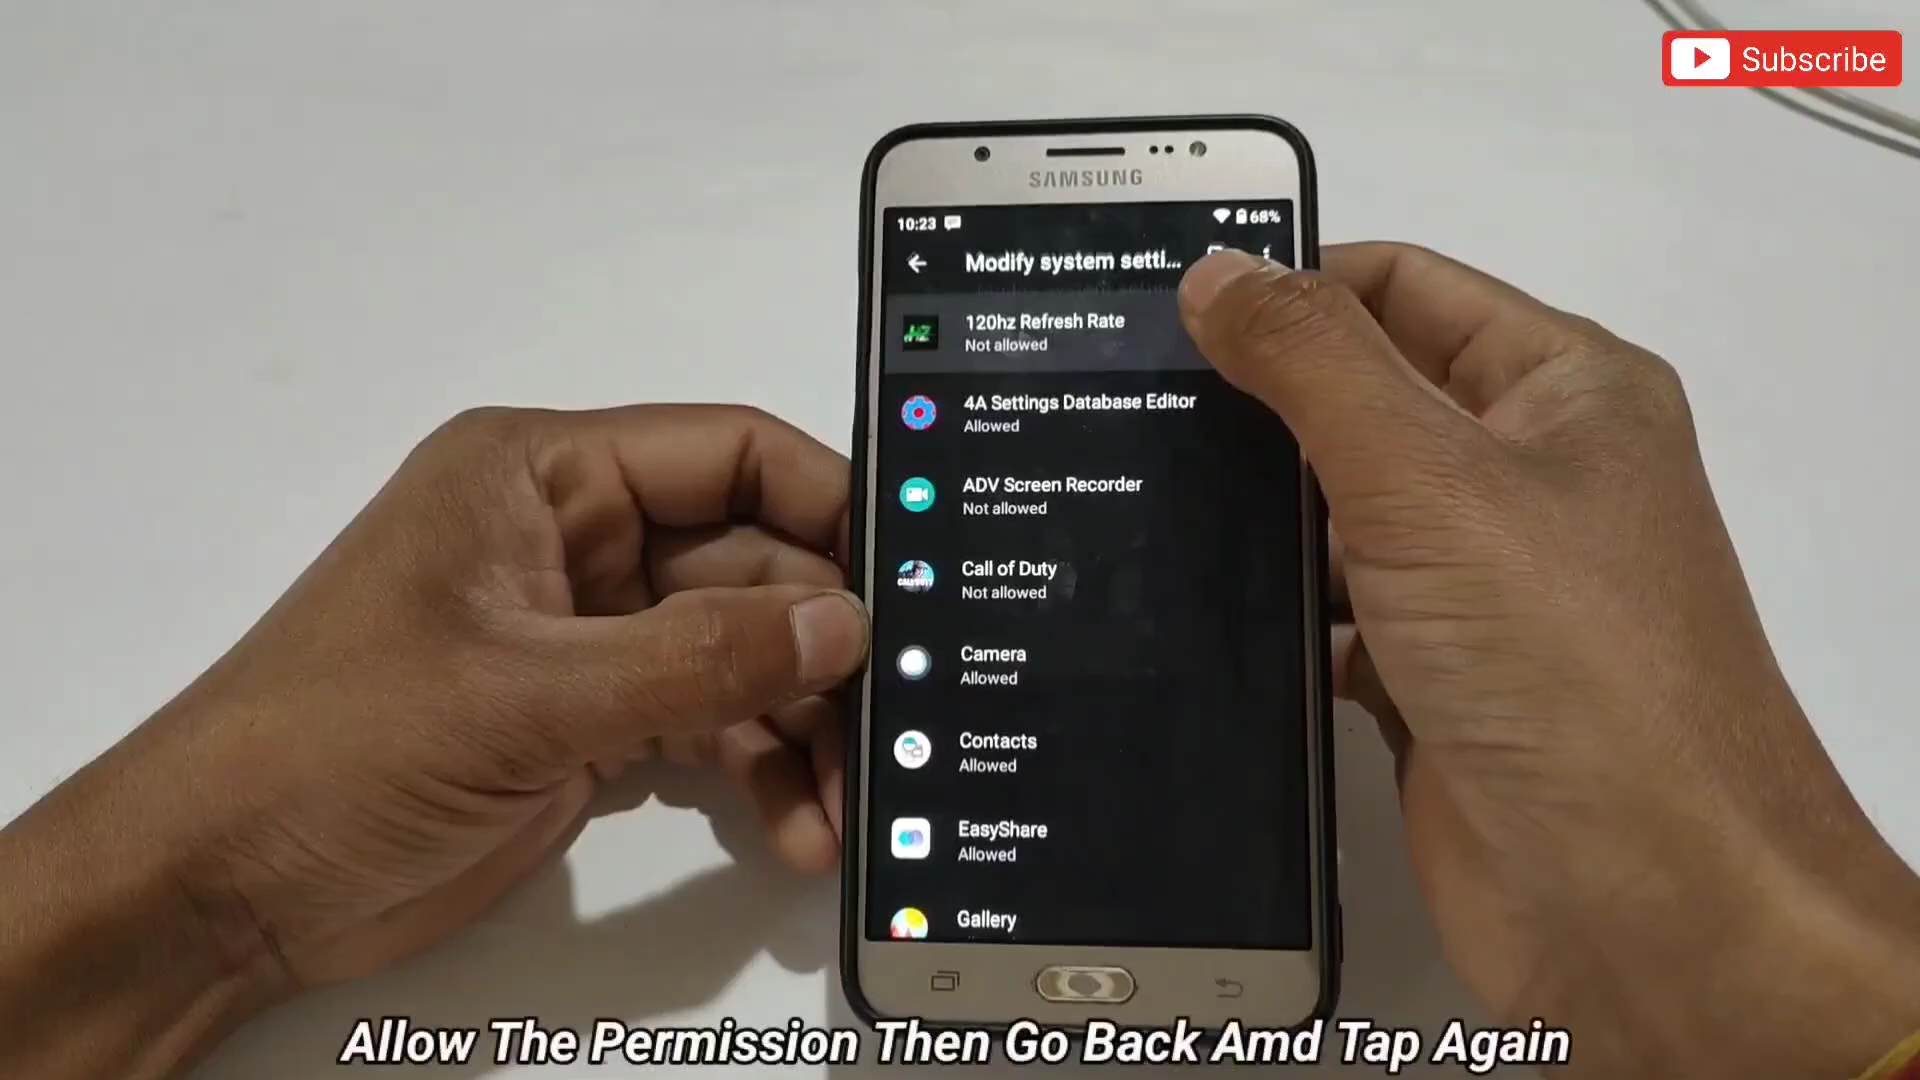 Subscribe
SAMSUNG
10:23
68%
Modify system setti...
120hz Refresh Rate
Not allowed
4A Settings Database Editor
Allowed
ADV Screen Recorder
Not allowed
Call of Duty
Not allowed
Camera
Allowed
Contacts
Allowed
EasyShare
Allowed
Gallery
Allow The Permission Then Go Back Amd Tap Again